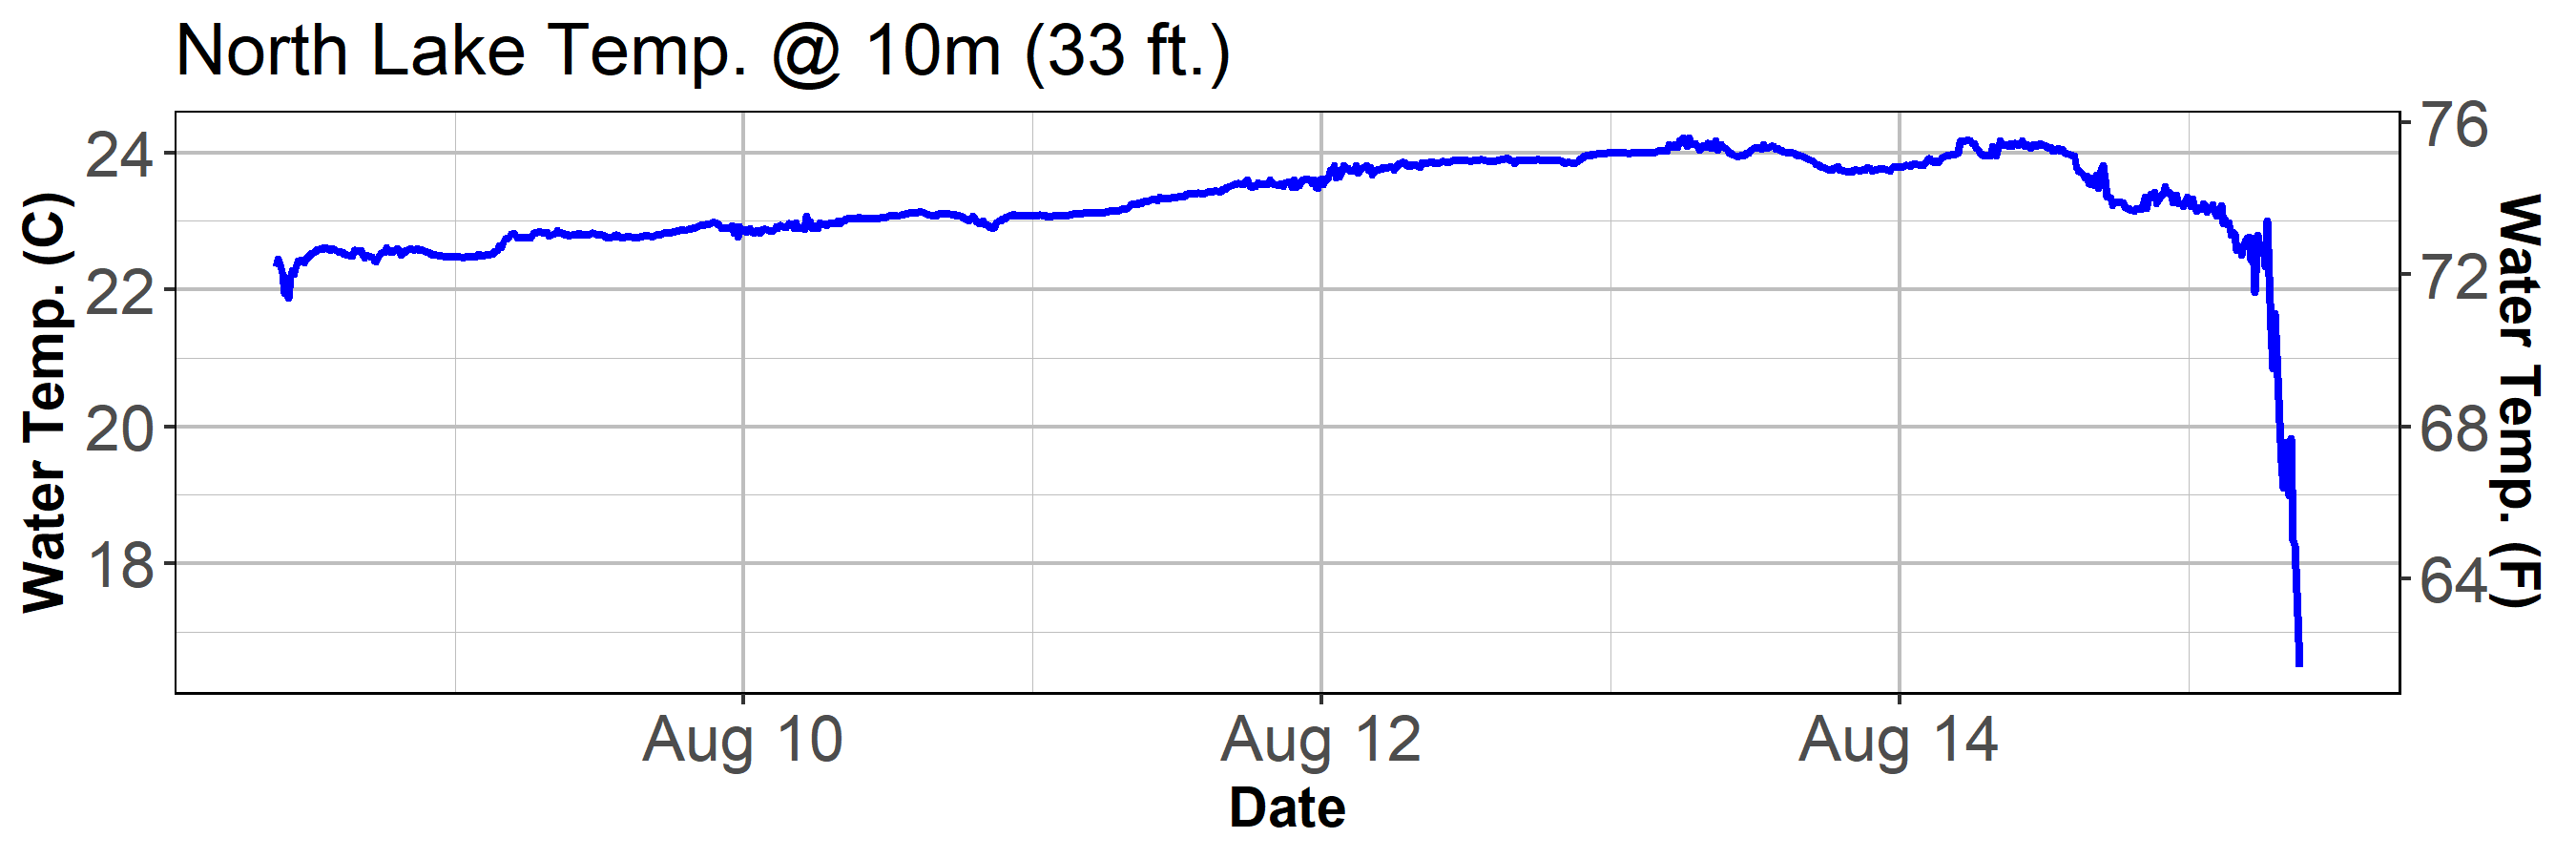 North Lake Temp. @ 10m (33 ft.)
Water Temp. (C)
24
22
20
18
76
72
68
64
Water Temp. (F)
Aug 10
Aug 12
Aug 14
Date